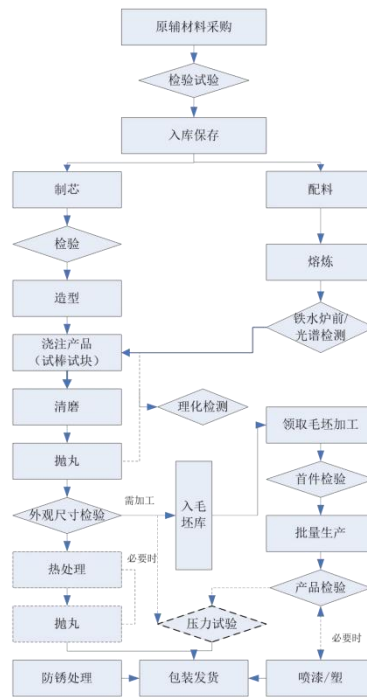 原辅材料采购
检验试验
入库保存
制芯
配料
检验
熔炼
造型
铁水炉前/
光谱检测
浇注产品
（试棒试块）
清磨
理化检测
领取毛坯加工
抛丸
首件检验
外观尺寸检验
需加工
入毛
坯库
批量生产
热处理
必要时
产品检验
抛丸
压力试验
必要时
防锈处理
包装发货
喷漆/塑